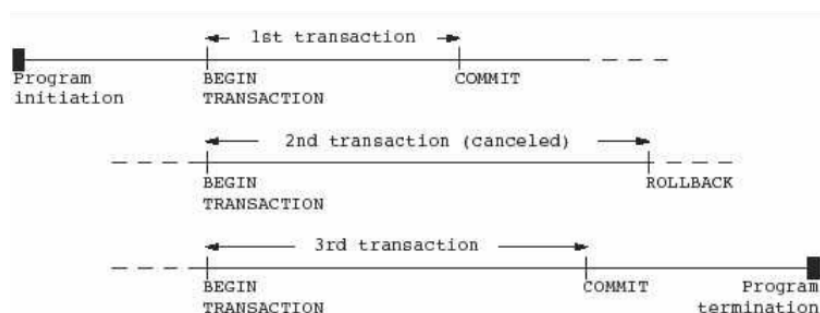 1st transaction
Program initiation
BEGIN TRANSACTION
COMMIT
2nd transaction (canceled)
BEGIN TRANSACTION
ROLLBACK
3rd transaction
BEGIN TRANSACTION
COMMIT
Program termination